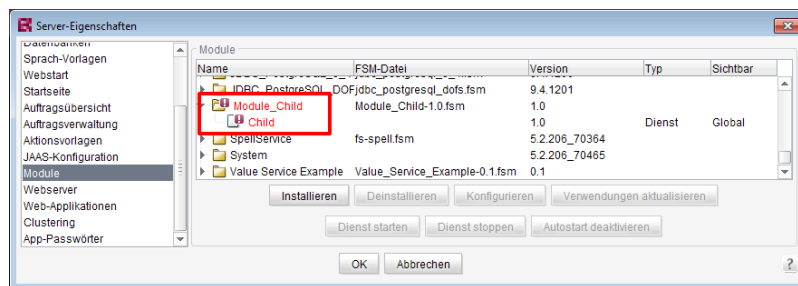 Server-Eigenschaften
Datenbanken
Sprach-Vorlagen
Webstart
Startseite
Auftragsübersicht
Auftragsverwaltung
Aktionsvorlagen
JAAS-Konfiguration
Module
Webserver
Web-Applikationen
Clustering
App-Passwörter
Module
Name FSM-Datei Version Typ Sichtbar
JDBC_PostgreSQL_DOF jdbc_postgresql_dofs.fsm 9.4.1201
Module_Child Module_Child-1.0.fsm 1.0
Child 1.0 Dienst Global
SpellService fs-spell.fsm 5.2.206_70364
System 5.2.206_70465
Value Service Example Value_Service_Example-0.1.fsm 0.1
Installieren Deinstallieren Konfigurieren Verwendungen aktualisieren
Dienst starten Dienst stoppen Autostart deaktivieren
OK Abbrechen ?